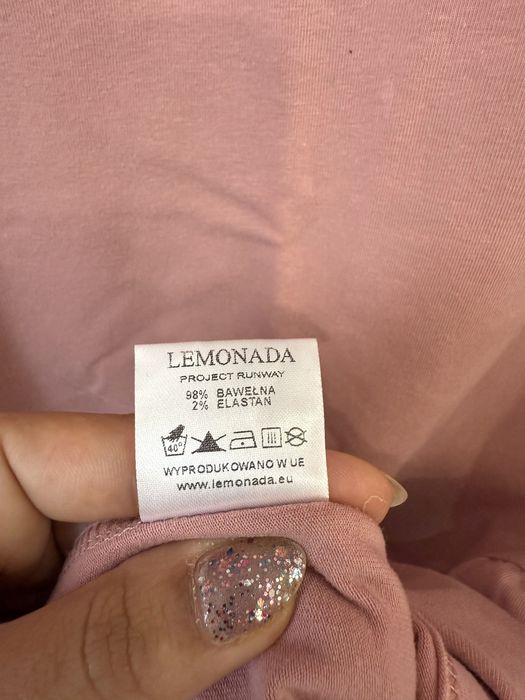 LEMONADA
PROJECT RUNWAY
98% BAWEŁNA
2% ELASTAN
40°
WYPRODUKOWANO W UE
www.lemonada.eu